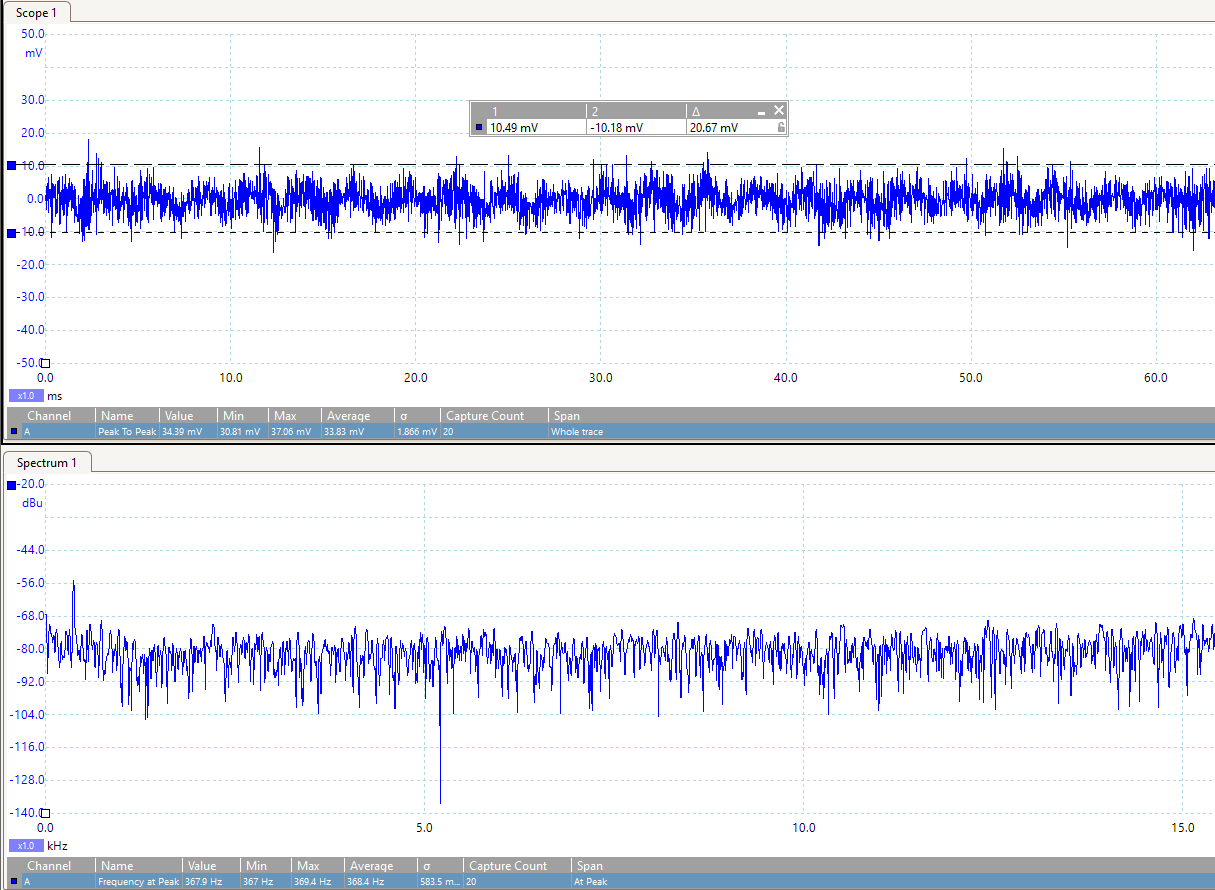 Scope 1
50.0
mV
30.0
20.0
10.0
0.0
-10.0
-20.0
-30.0
-40.0
-50.0
1 2 Δ
10.49 mV -10.18 mV 20.67 mV
0.0 10.0 20.0 30.0 40.0 50.0 60.0
x1.0 ms
Channel Name Value Min Max Average σ Capture Count Span
A Peak To Peak 34.39 mV 30.81 mV 37.06 mV 33.83 mV 1.866 mV 20 Whole trace
Spectrum 1
-20.0
dBu
-44.0
-56.0
-68.0
-80.0
-92.0
-104.0
-116.0
-128.0
-140.0
0.0 5.0 10.0 15.0
x1.0 kHz
Channel Name Value Min Max Average σ Capture Count Span
A Frequency at Peak 367.9 Hz 367 Hz 369.4 Hz 368.4 Hz 583.5 m... 20 At Peak